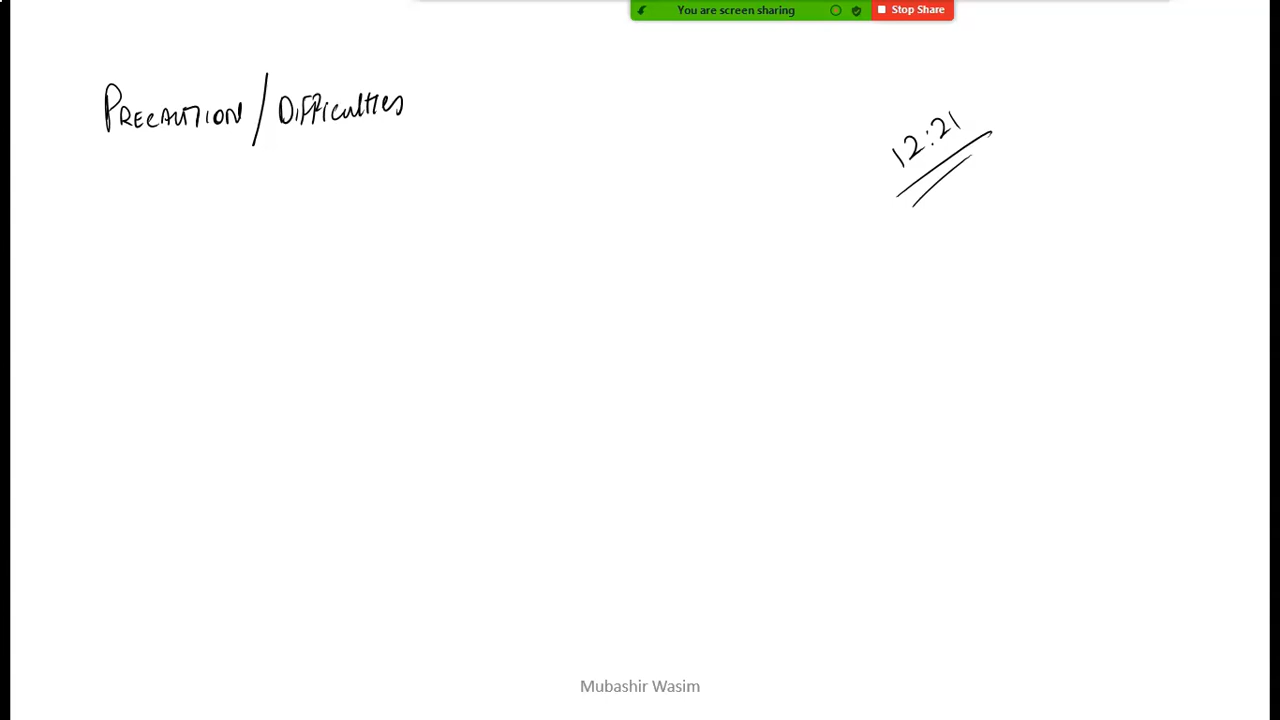 You are screen sharing Stop Share
PRECAUTION / DIFFICULTIES
12:21
Mubashir Wasim